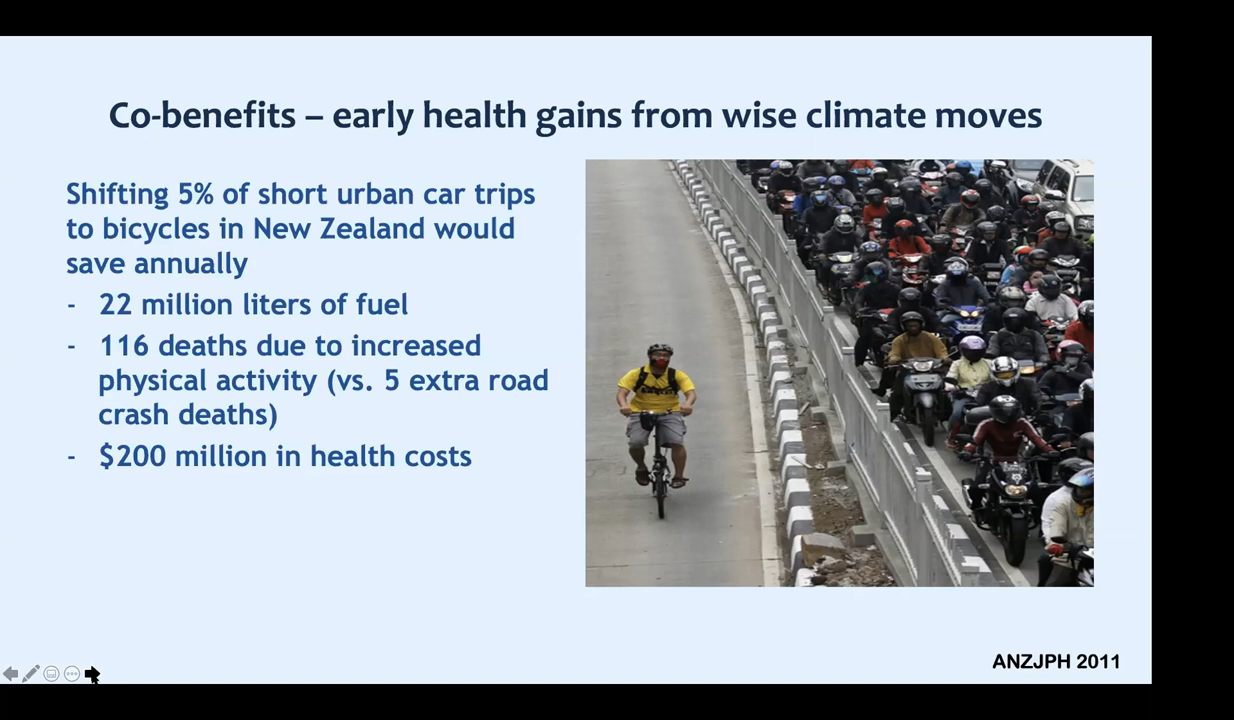 Co-benefits – early health gains from wise climate moves
Shifting 5% of short urban car trips
to bicycles in New Zealand would
save annually
- 22 million liters of fuel
- 116 deaths due to increased
physical activity (vs. 5 extra road
crash deaths)
- $200 million in health costs
ANZJPH 2011